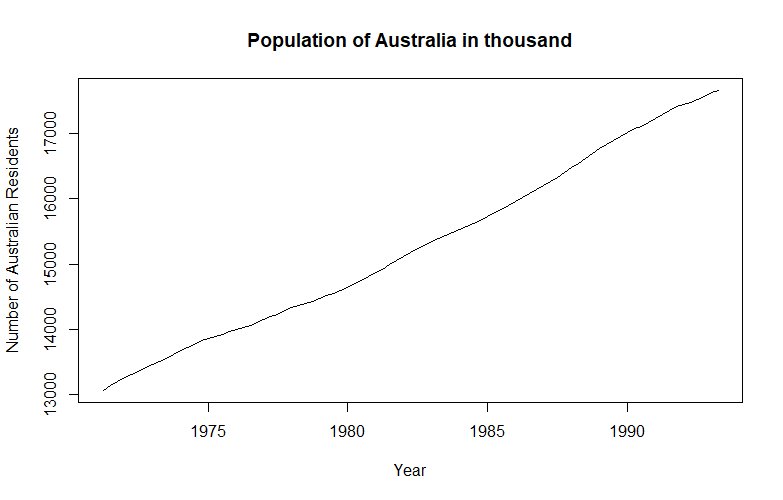 Population of Australia in thousand
Number of Australian Residents
17000
16000
15000
14000
13000
1975 1980 1985 1990
Year